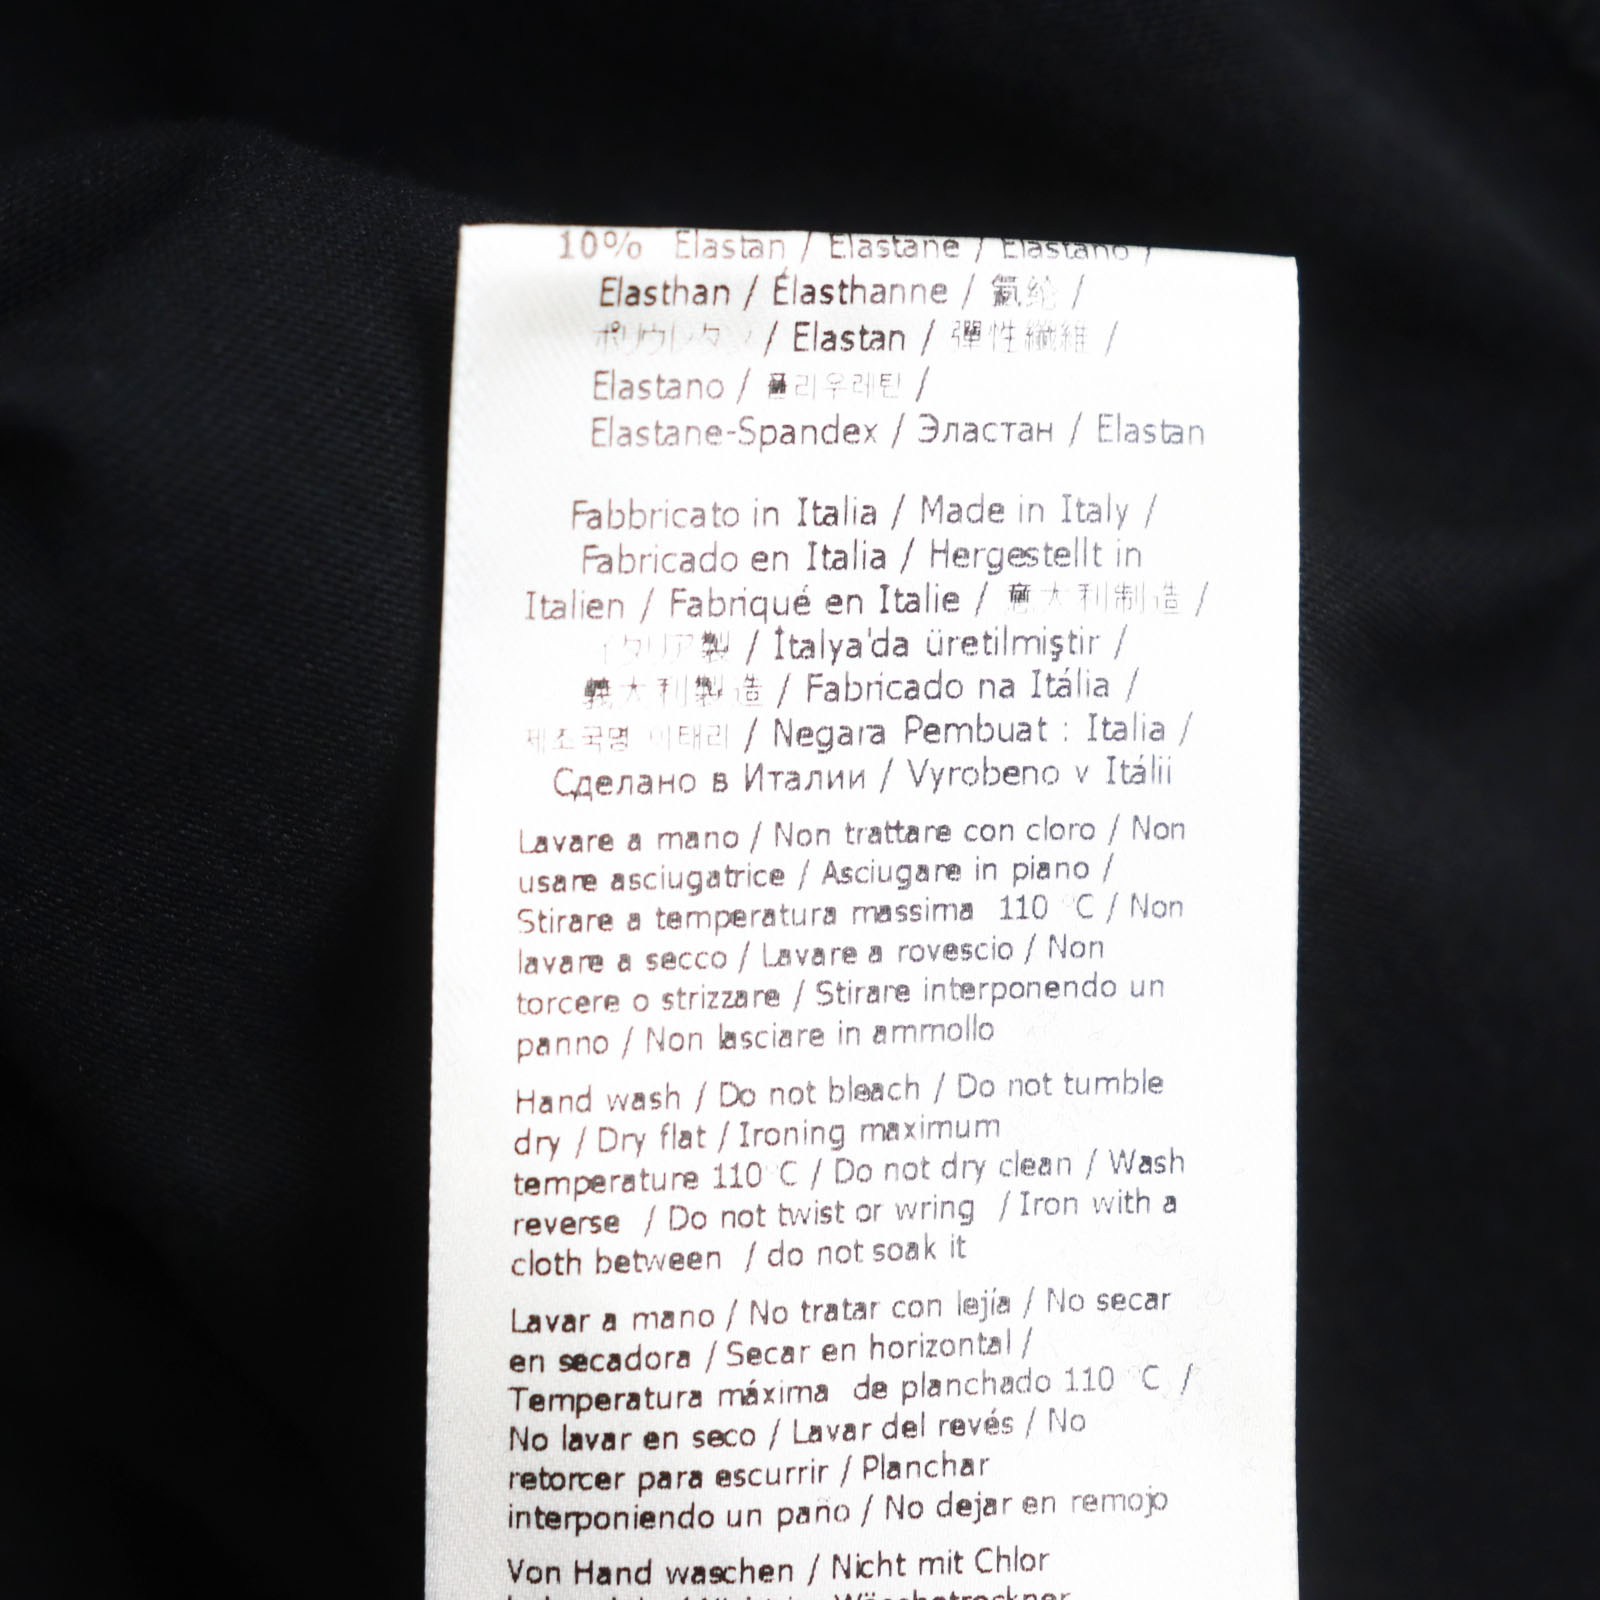 10% Elastan / Elastane / Elastano /
Elasthan / Élasthanne / 氨纶 /
ポリウレタン / Elastan / 彈性纖維 /
Elastano / 폴리우레탄 /
Elastane-Spandex / Эластан / Elastan
Fabbricato in Italia / Made in Italy /
Fabricado en Italia / Hergestellt in
Italien / Fabriqué en Italie / 意大利制造 /
イタリア製 / İtalya'da üretilmiştir /
義大利製造 / Fabricado na Itália /
제조국명 이태리 / Negara Pembuat : Italia /
Сделано в Италии / Vyrobeno v Itálii
Lavare a mano / Non trattare con cloro / Non
usare asciugatrice / Asciugare in piano /
Stirare a temperatura massima 110 °C / Non
lavare a secco / Lavare a rovescio / Non
torcere o strizzare / Stirare interponendo un
panno / Non lasciare in ammollo
Hand wash / Do not bleach / Do not tumble
dry / Dry flat / Ironing maximum
temperature 110°C / Do not dry clean / Wash
reverse / Do not twist or wring / Iron with a
cloth between / do not soak it
Lavar a mano / No tratar con lejía / No secar
en secadora / Secar en horizontal /
Temperatura máxima de planchado 110 °C /
No lavar en seco / Lavar del revés / No
retorcer para escurrir / Planchar
interponiendo un paño / No dejar en remojo
Von Hand waschen / Nicht mit Chlor